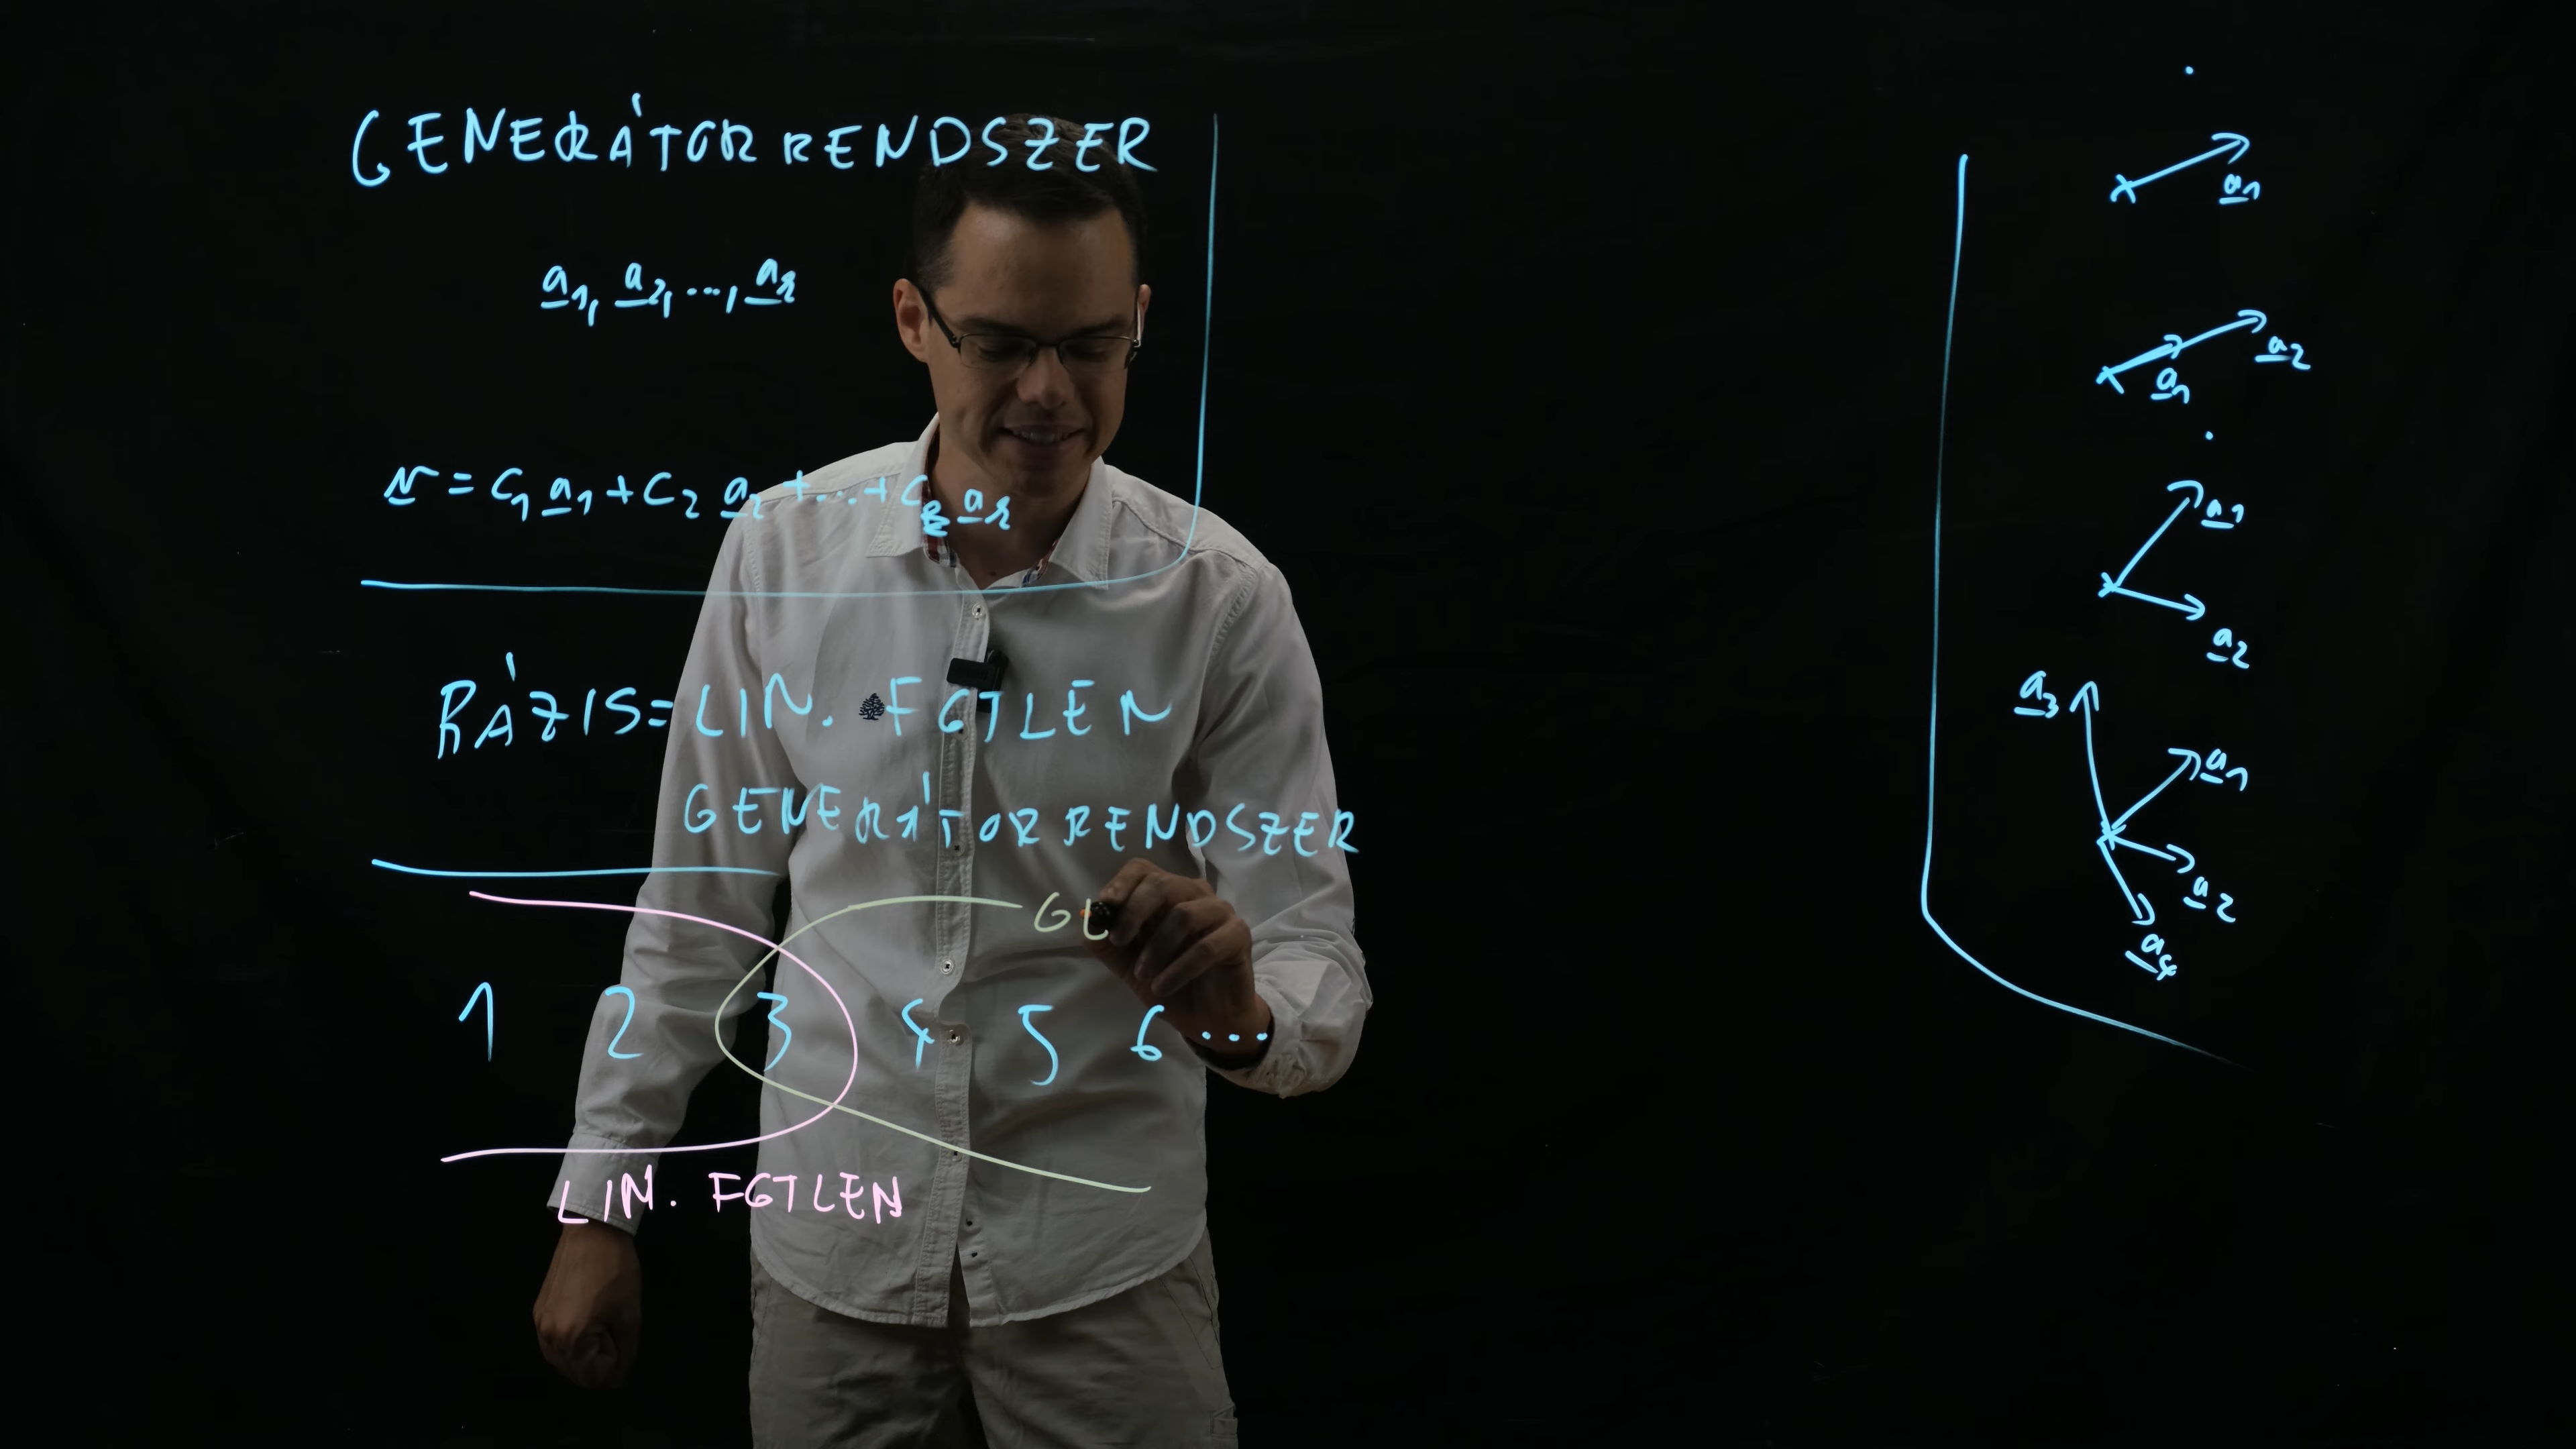 GENERÁTORRENDSZER
a₁, a₂, ..., aₖ
v = c₁ a₁ + c₂ a₂ + ... + cₖ aₖ
BÁZIS = LIN. FGTLEN
GENERÁTORRENDSZER
GE
1 2 3 4 5 6 ...
LIN. FGTLEN
a₁
a₂
a₁
a₁
a₂
a₃
a₁
a₂
a₄